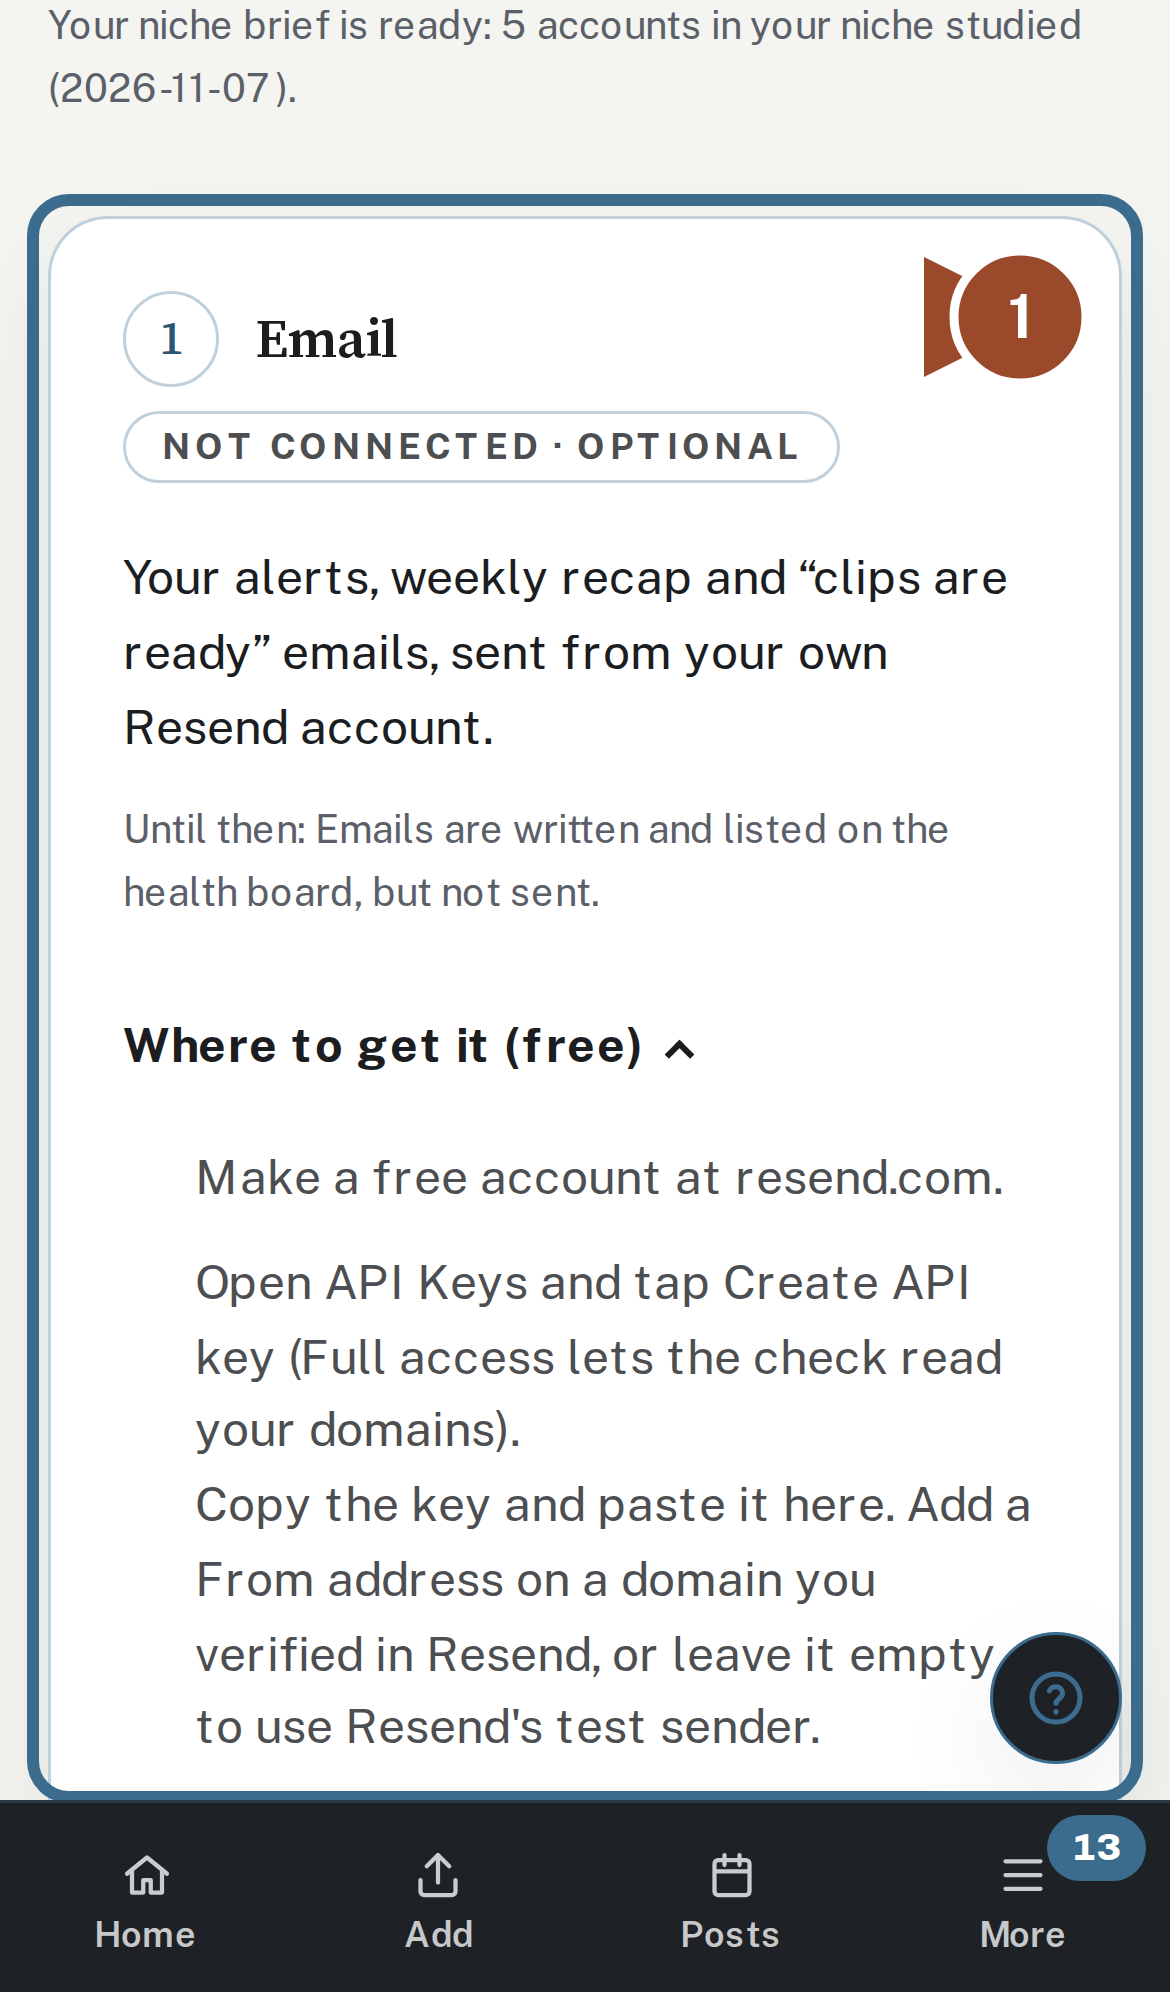 Your niche brief is ready: 5 accounts in your niche studied
(2026-11-07).
1 Email
1
NOT CONNECTED · OPTIONAL
Your alerts, weekly recap and “clips are
ready” emails, sent from your own
Resend account.
Until then: Emails are written and listed on the
health board, but not sent.
Where to get it (free)
Make a free account at resend.com.
Open API Keys and tap Create API
key (Full access lets the check read
your domains).
Copy the key and paste it here. Add a
From address on a domain you
verified in Resend, or leave it empty
to use Resend's test sender.
?
13
Home Add Posts More